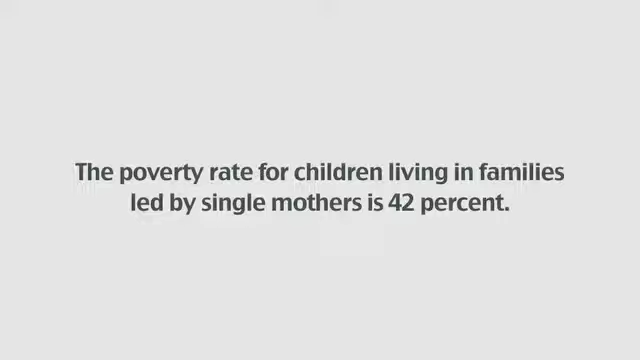 The poverty rate for children living in families
led by single mothers is 42 percent.